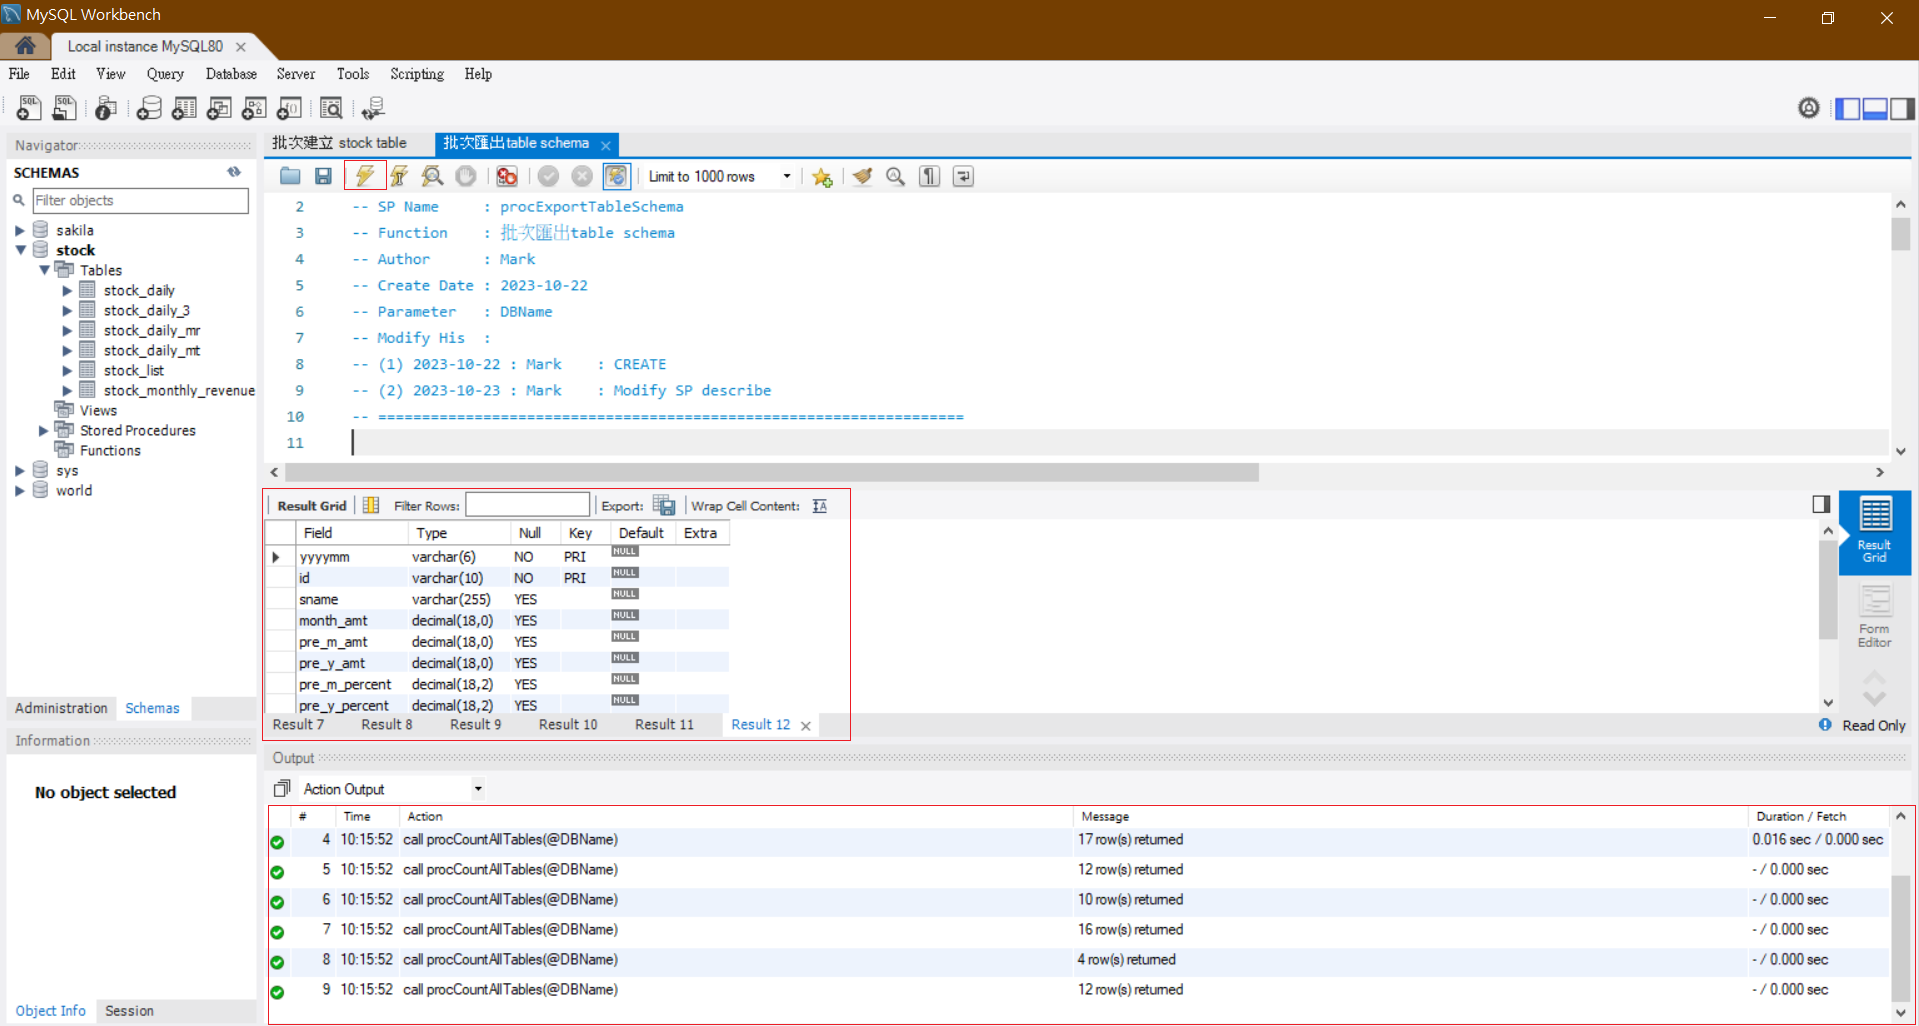 MySQL Workbench
Local instance MySQL80
File Edit View Query Database Server Tools Scripting Help
Navigator
SCHEMAS
Filter objects
sakila
stock
Tables
stock_daily
stock_daily_3
stock_daily_mr
stock_daily_mt
stock_list
stock_monthly_revenue
Views
Stored Procedures
Functions
sys
world
Administration Schemas
Information
No object selected
Object Info Session
批次建立 stock table 批次匯出table schema
Limit to 1000 rows
2 -- SP Name : procExportTableSchema
3 -- Function : 批次匯出table schema
4 -- Author : Mark
5 -- Create Date : 2023-10-22
6 -- Parameter : DBName
7 -- Modify His :
8 -- (1) 2023-10-22 : Mark : CREATE
9 -- (2) 2023-10-23 : Mark : Modify SP describe
10 -- ===================================================================
11
Result Grid Filter Rows: Export: Wrap Cell Content:
Field Type Null Key Default Extra
yyyymm varchar(6) NO PRI NULL
id varchar(10) NO PRI NULL
sname varchar(255) YES NULL
month_amt decimal(18,0) YES NULL
pre_m_amt decimal(18,0) YES NULL
pre_y_amt decimal(18,0) YES NULL
pre_m_percent decimal(18,2) YES NULL
pre_y_percent decimal(18,2) YES NULL
Result 7 Result 8 Result 9 Result 10 Result 11 Result 12
Result
Grid
Form
Editor
Read Only
Output
Action Output
# Time Action Message Duration / Fetch
4 10:15:52 call procCountAllTables(@DBName) 17 row(s) returned 0.016 sec / 0.000 sec
5 10:15:52 call procCountAllTables(@DBName) 12 row(s) returned - / 0.000 sec
6 10:15:52 call procCountAllTables(@DBName) 10 row(s) returned - / 0.000 sec
7 10:15:52 call procCountAllTables(@DBName) 16 row(s) returned - / 0.000 sec
8 10:15:52 call procCountAllTables(@DBName) 4 row(s) returned - / 0.000 sec
9 10:15:52 call procCountAllTables(@DBName) 12 row(s) returned - / 0.000 sec